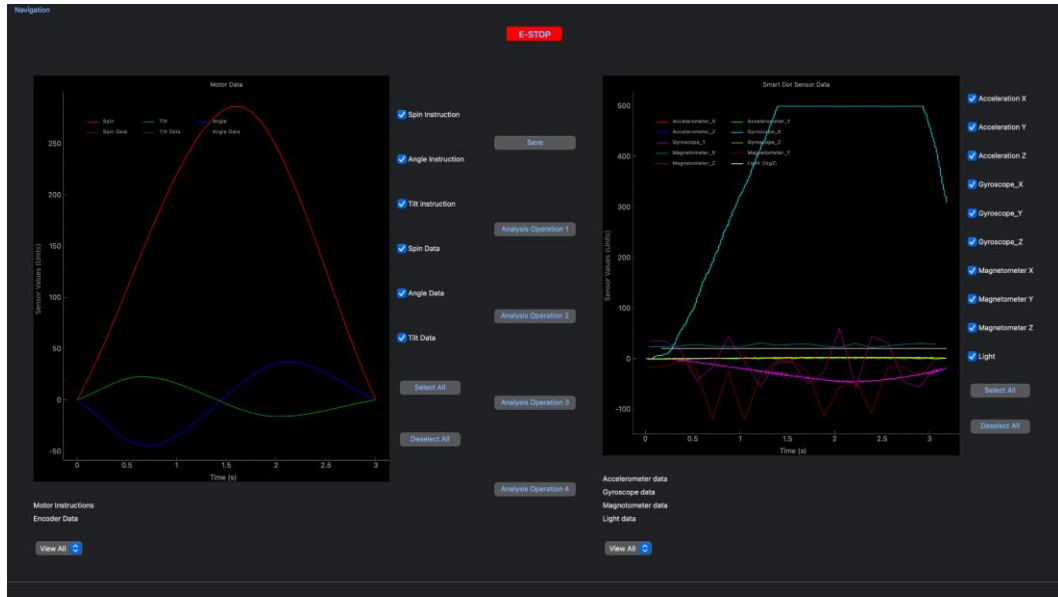 Navigation
E-STOP
Motor Data
Spin Tilt Angle
Spin Data Tilt Data Angle Data
Sensor Values (Units)
250
200
150
100
50
0
-50
0 0.5 1 1.5 2 2.5 3
Time (s)
Spin Instruction
Angle Instruction
Tilt Instruction
Spin Data
Angle Data
Tilt Data
Select All
Deselect All
Save
Analysis Operation 1
Analysis Operation 2
Analysis Operation 3
Analysis Operation 4
Motor Instructions
Encoder Data
View All
Smart Dot Sensor Data
Accelerometer_X Accelerometer_Y
Accelerometer_Z Gyroscope_X
Gyroscope_Y Gyroscope_Z
Magnetometer_X Magnetometer_Y
Magnetometer_Z Light (log2)
Sensor Values (Units)
500
400
300
200
100
0
-100
0 0.5 1 1.5 2 2.5 3
Time (s)
Acceleration X
Acceleration Y
Acceleration Z
Gyroscope_X
Gyroscope_Y
Gyroscope_Z
Magnetometer X
Magnetometer Y
Magnetometer Z
Light
Select All
Deselect All
Accelerometer data
Gyroscope data
Magnotometer data
Light data
View All